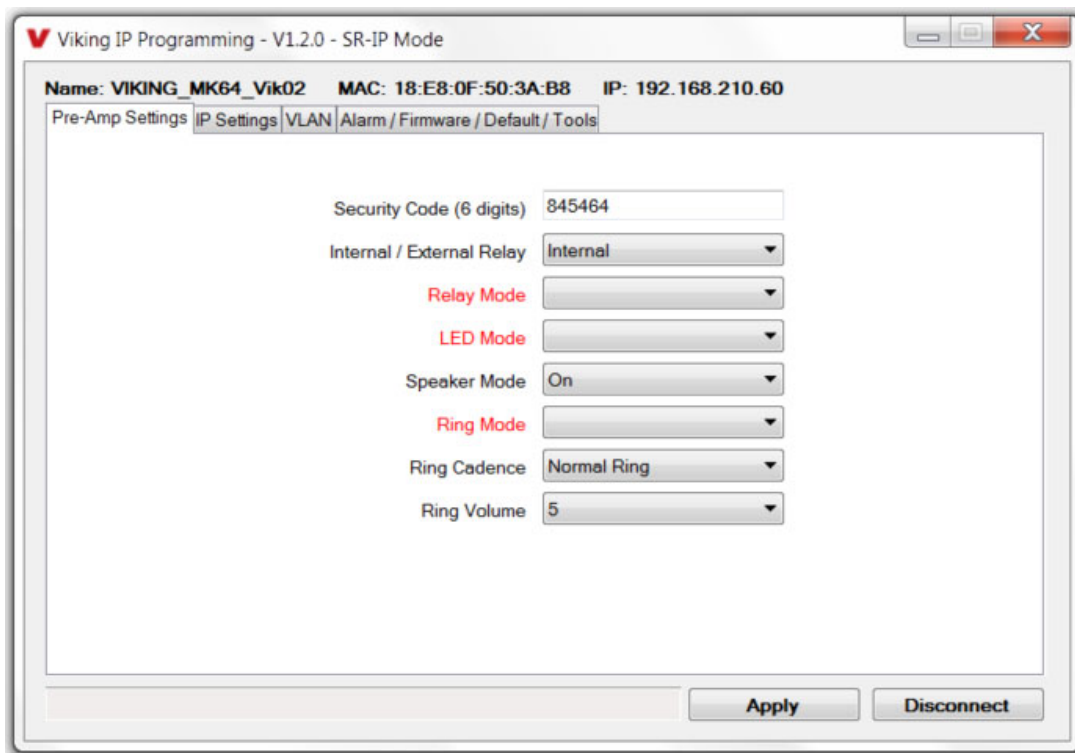 Viking IP Programming - V1.2.0 - SR-IP Mode
Name: VIKING_MK64_Vik02 MAC: 18:E8:0F:50:3A:B8 IP: 192.168.210.60
Pre-Amp Settings IP Settings VLAN Alarm / Firmware / Default / Tools
Security Code (6 digits) 845464
Internal / External Relay Internal
Relay Mode
LED Mode
Speaker Mode On
Ring Mode
Ring Cadence Normal Ring
Ring Volume 5
Apply Disconnect